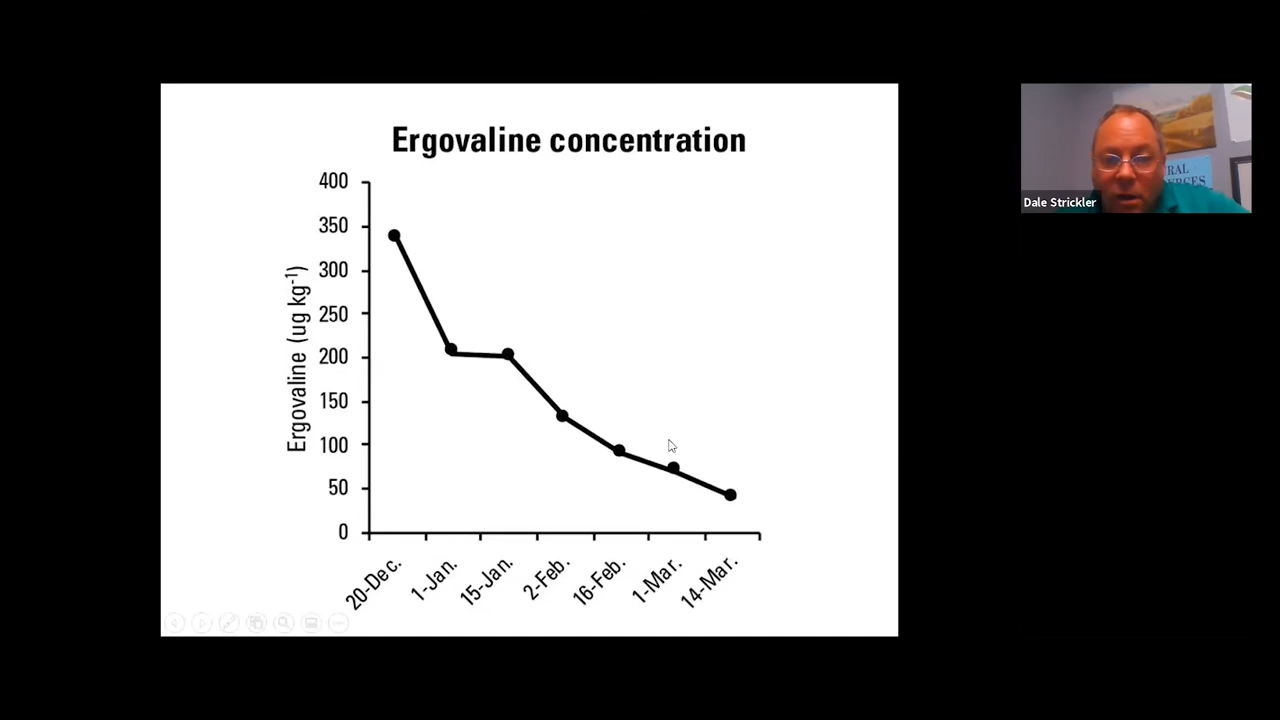 Ergovaline concentration
400
350
300
250
200
150
100
50
0
Ergovaline (ug kg-1)
20-Dec.
1-Jan.
15-Jan.
2-Feb.
16-Feb.
1-Mar.
14-Mar.
Dale Strickler